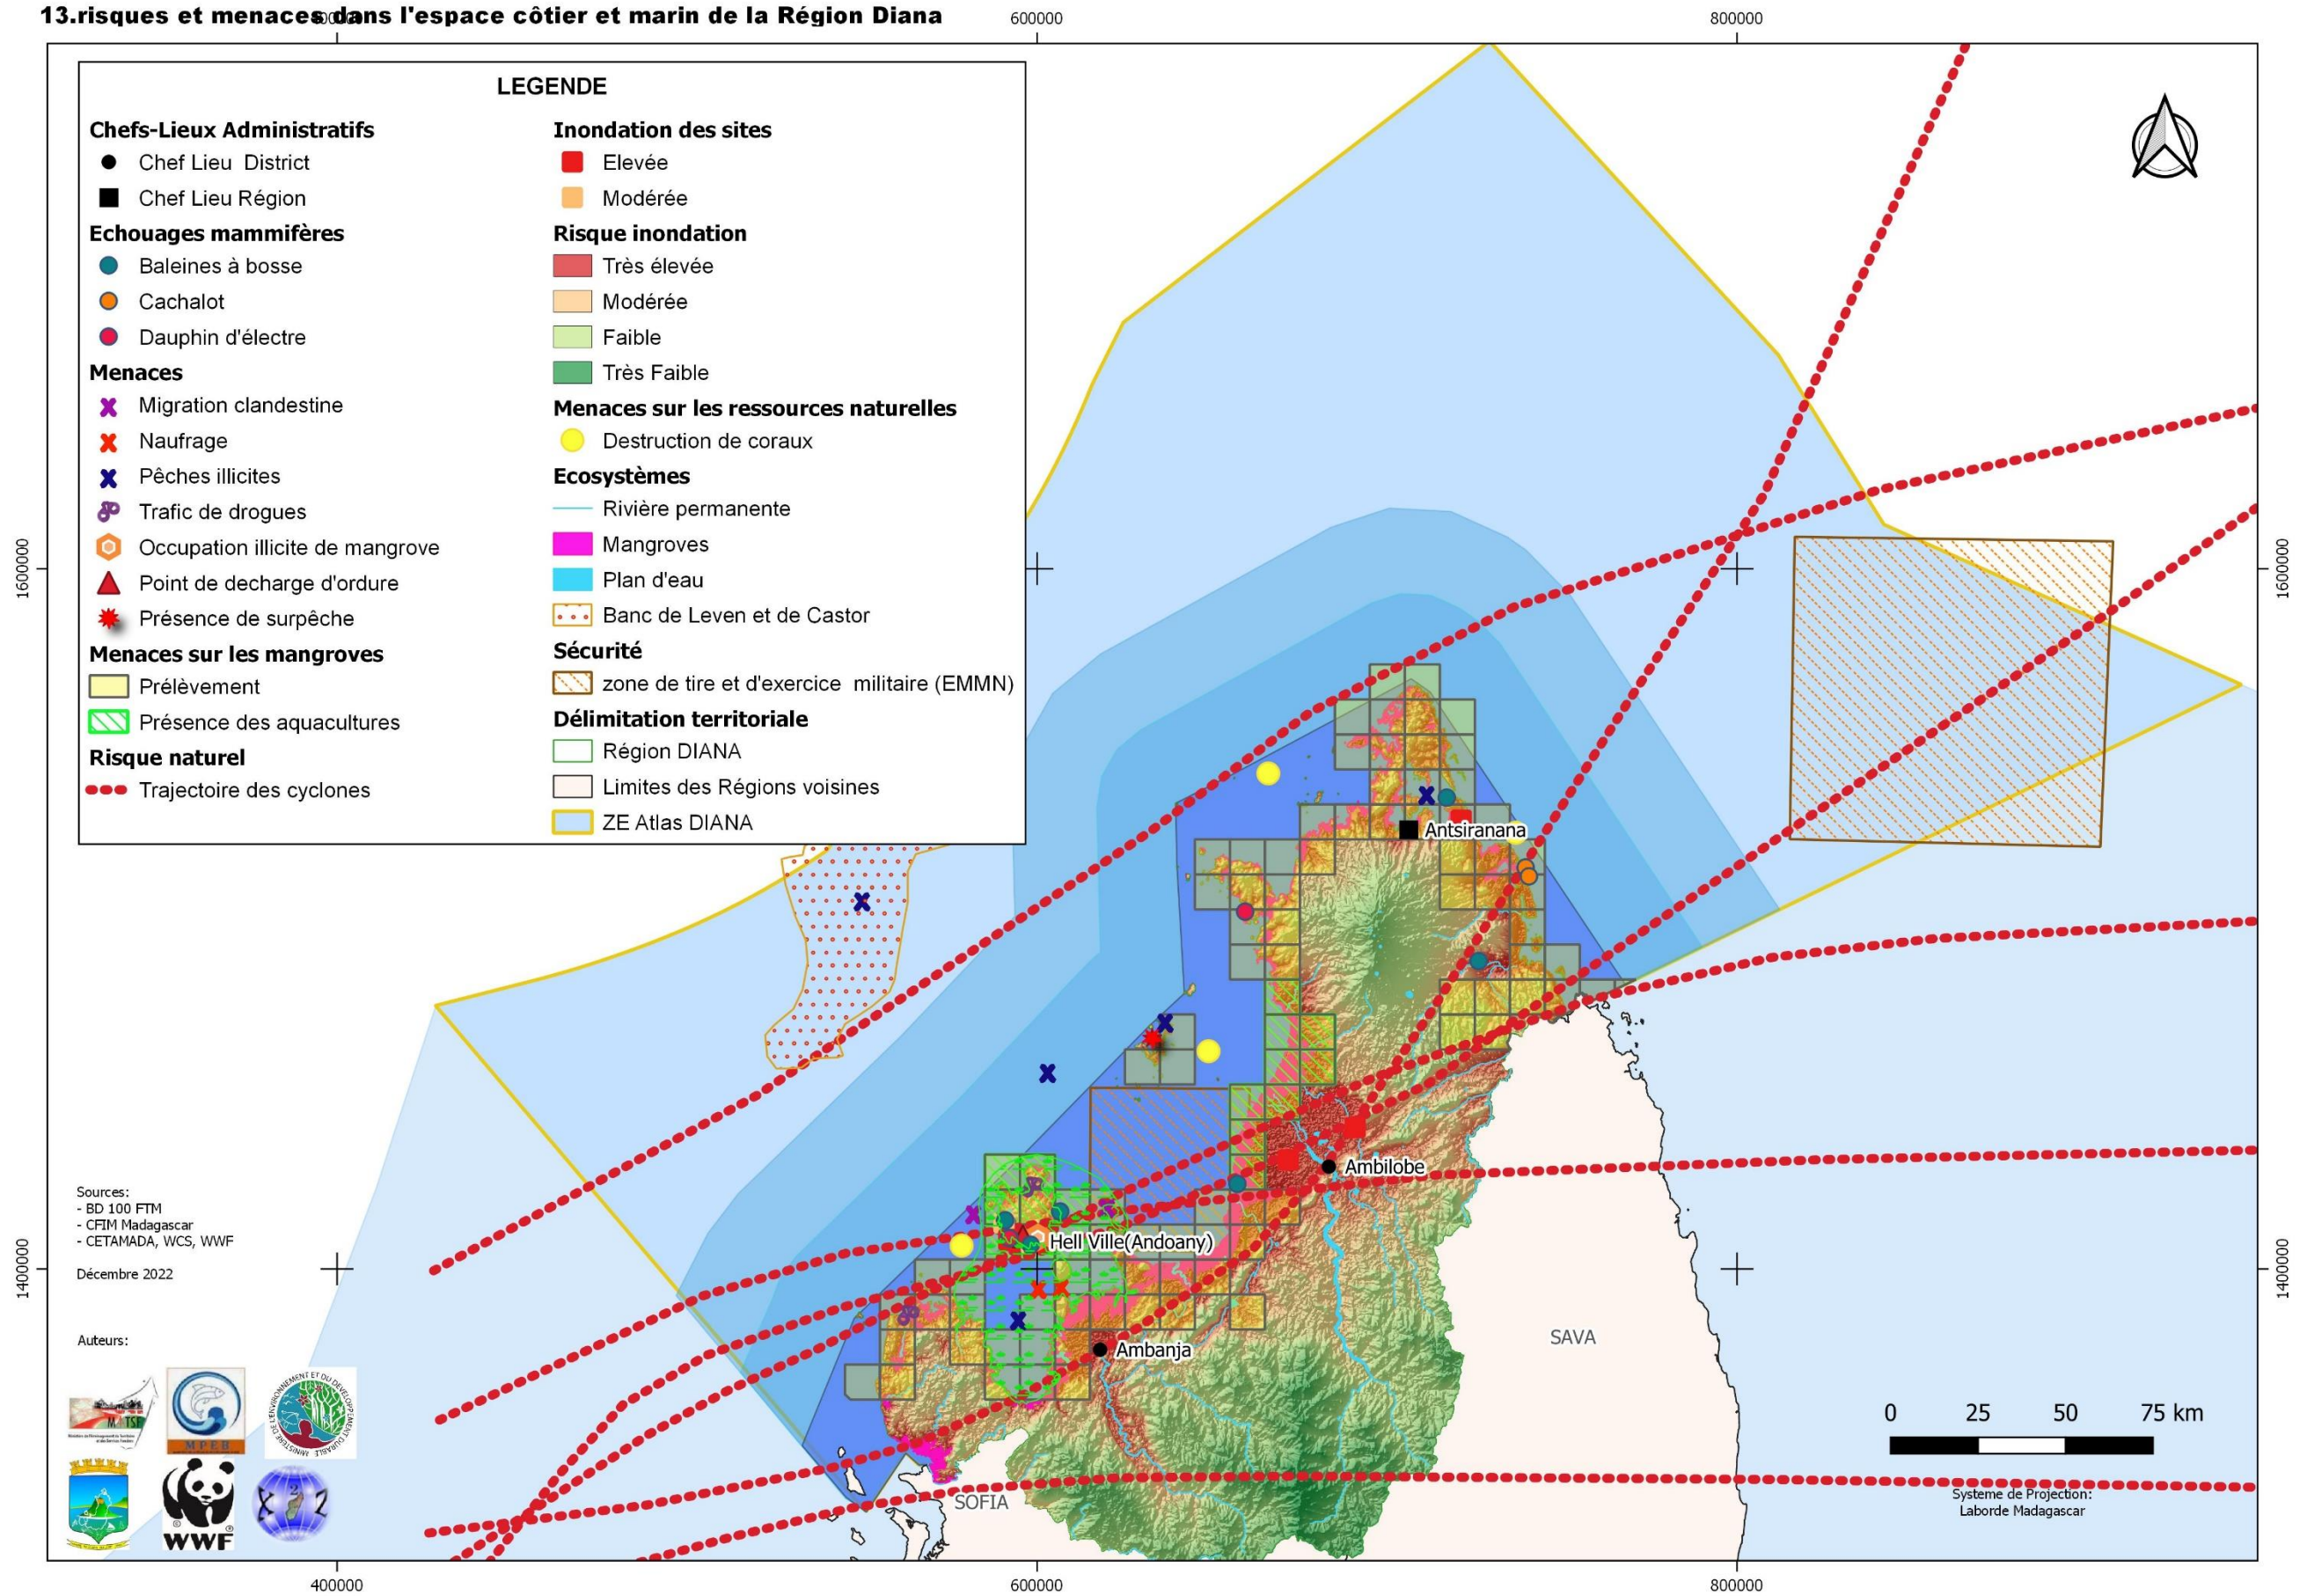 13.risques et menaces dans l'espace côtier et marin de la Région Diana
600000
800000
LEGENDE
Chefs-Lieux Administratifs
Chef Lieu District
Chef Lieu Région
Echouages mammifères
Baleines à bosse
Cachalot
Dauphin d'électre
Menaces
Migration clandestine
Naufrage
Pêches illicites
Trafic de drogues
Occupation illicite de mangrove
Point de decharge d'ordure
Présence de surpêche
Menaces sur les mangroves
Prélèvement
Présence des aquacultures
Risque naturel
Trajectoire des cyclones
Inondation des sites
Elevée
Modérée
Risque inondation
Très élevée
Modérée
Faible
Très Faible
Menaces sur les ressources naturelles
Destruction de coraux
Ecosystèmes
Rivière permanente
Mangroves
Plan d'eau
Banc de Leven et de Castor
Sécurité
zone de tire et d'exercice militaire (EMMN)
Délimitation territoriale
Région DIANA
Limites des Régions voisines
ZE Atlas DIANA
1600000
1600000
Antsiranana
Ambilobe
Hell Ville(Andoany)
Ambanja
SAVA
SOFIA
1400000
1400000
Sources:
- BD 100 FTM
- CFIM Madagascar
- CETAMADA, WCS, WWF
Décembre 2022
Auteurs:
MPEB
MINISTÈRE DE L'ENVIRONNEMENT ET DU DEVELOPPEMENT DURABLE
WWF
0 25 50 75 km
Systeme de Projection:
Laborde Madagascar
400000
600000
800000